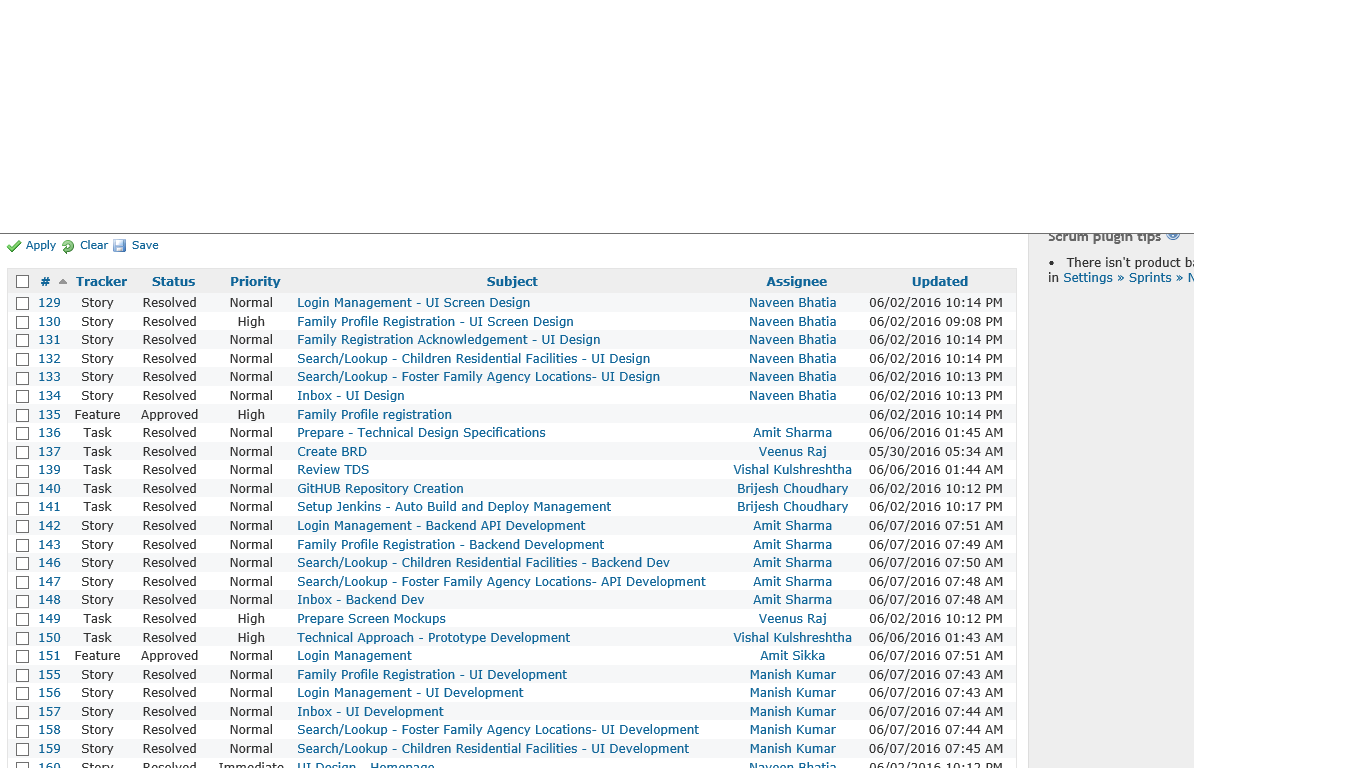 Scrum plugin tips
Apply Clear Save
• There isn't product ba
in Settings » Sprints » N
# Tracker Status Priority Subject Assignee Updated
129 Story Resolved Normal Login Management - UI Screen Design Naveen Bhatia 06/02/2016 10:14 PM
130 Story Resolved High Family Profile Registration - UI Screen Design Naveen Bhatia 06/02/2016 09:08 PM
131 Story Resolved Normal Family Registration Acknowledgement - UI Design Naveen Bhatia 06/02/2016 10:14 PM
132 Story Resolved Normal Search/Lookup - Children Residential Facilities - UI Design Naveen Bhatia 06/02/2016 10:14 PM
133 Story Resolved Normal Search/Lookup - Foster Family Agency Locations- UI Design Naveen Bhatia 06/02/2016 10:13 PM
134 Story Resolved Normal Inbox - UI Design Naveen Bhatia 06/02/2016 10:13 PM
135 Feature Approved High Family Profile registration 06/02/2016 10:14 PM
136 Task Resolved Normal Prepare - Technical Design Specifications Amit Sharma 06/06/2016 01:45 AM
137 Task Resolved Normal Create BRD Veenus Raj 05/30/2016 05:34 AM
139 Task Resolved Normal Review TDS Vishal Kulshreshtha 06/06/2016 01:44 AM
140 Task Resolved Normal GitHUB Repository Creation Brijesh Choudhary 06/02/2016 10:12 PM
141 Task Resolved Normal Setup Jenkins - Auto Build and Deploy Management Brijesh Choudhary 06/02/2016 10:17 PM
142 Story Resolved Normal Login Management - Backend API Development Amit Sharma 06/07/2016 07:51 AM
143 Story Resolved Normal Family Profile Registration - Backend Development Amit Sharma 06/07/2016 07:49 AM
146 Story Resolved Normal Search/Lookup - Children Residential Facilities - Backend Dev Amit Sharma 06/07/2016 07:50 AM
147 Story Resolved Normal Search/Lookup - Foster Family Agency Locations- API Development Amit Sharma 06/07/2016 07:48 AM
148 Story Resolved Normal Inbox - Backend Dev Amit Sharma 06/07/2016 07:48 AM
149 Task Resolved High Prepare Screen Mockups Veenus Raj 06/02/2016 10:12 PM
150 Task Resolved High Technical Approach - Prototype Development Vishal Kulshreshtha 06/06/2016 01:43 AM
151 Feature Approved Normal Login Management Amit Sikka 06/07/2016 07:51 AM
155 Story Resolved Normal Family Profile Registration - UI Development Manish Kumar 06/07/2016 07:43 AM
156 Story Resolved Normal Login Management - UI Development Manish Kumar 06/07/2016 07:43 AM
157 Story Resolved Normal Inbox - UI Development Manish Kumar 06/07/2016 07:44 AM
158 Story Resolved Normal Search/Lookup - Foster Family Agency Locations- UI Development Manish Kumar 06/07/2016 07:44 AM
159 Story Resolved Normal Search/Lookup - Children Residential Facilities - UI Development Manish Kumar 06/07/2016 07:45 AM
160 Story Resolved Immediate UI Design - Homepage Naveen Bhatia 06/02/2016 10:12 PM